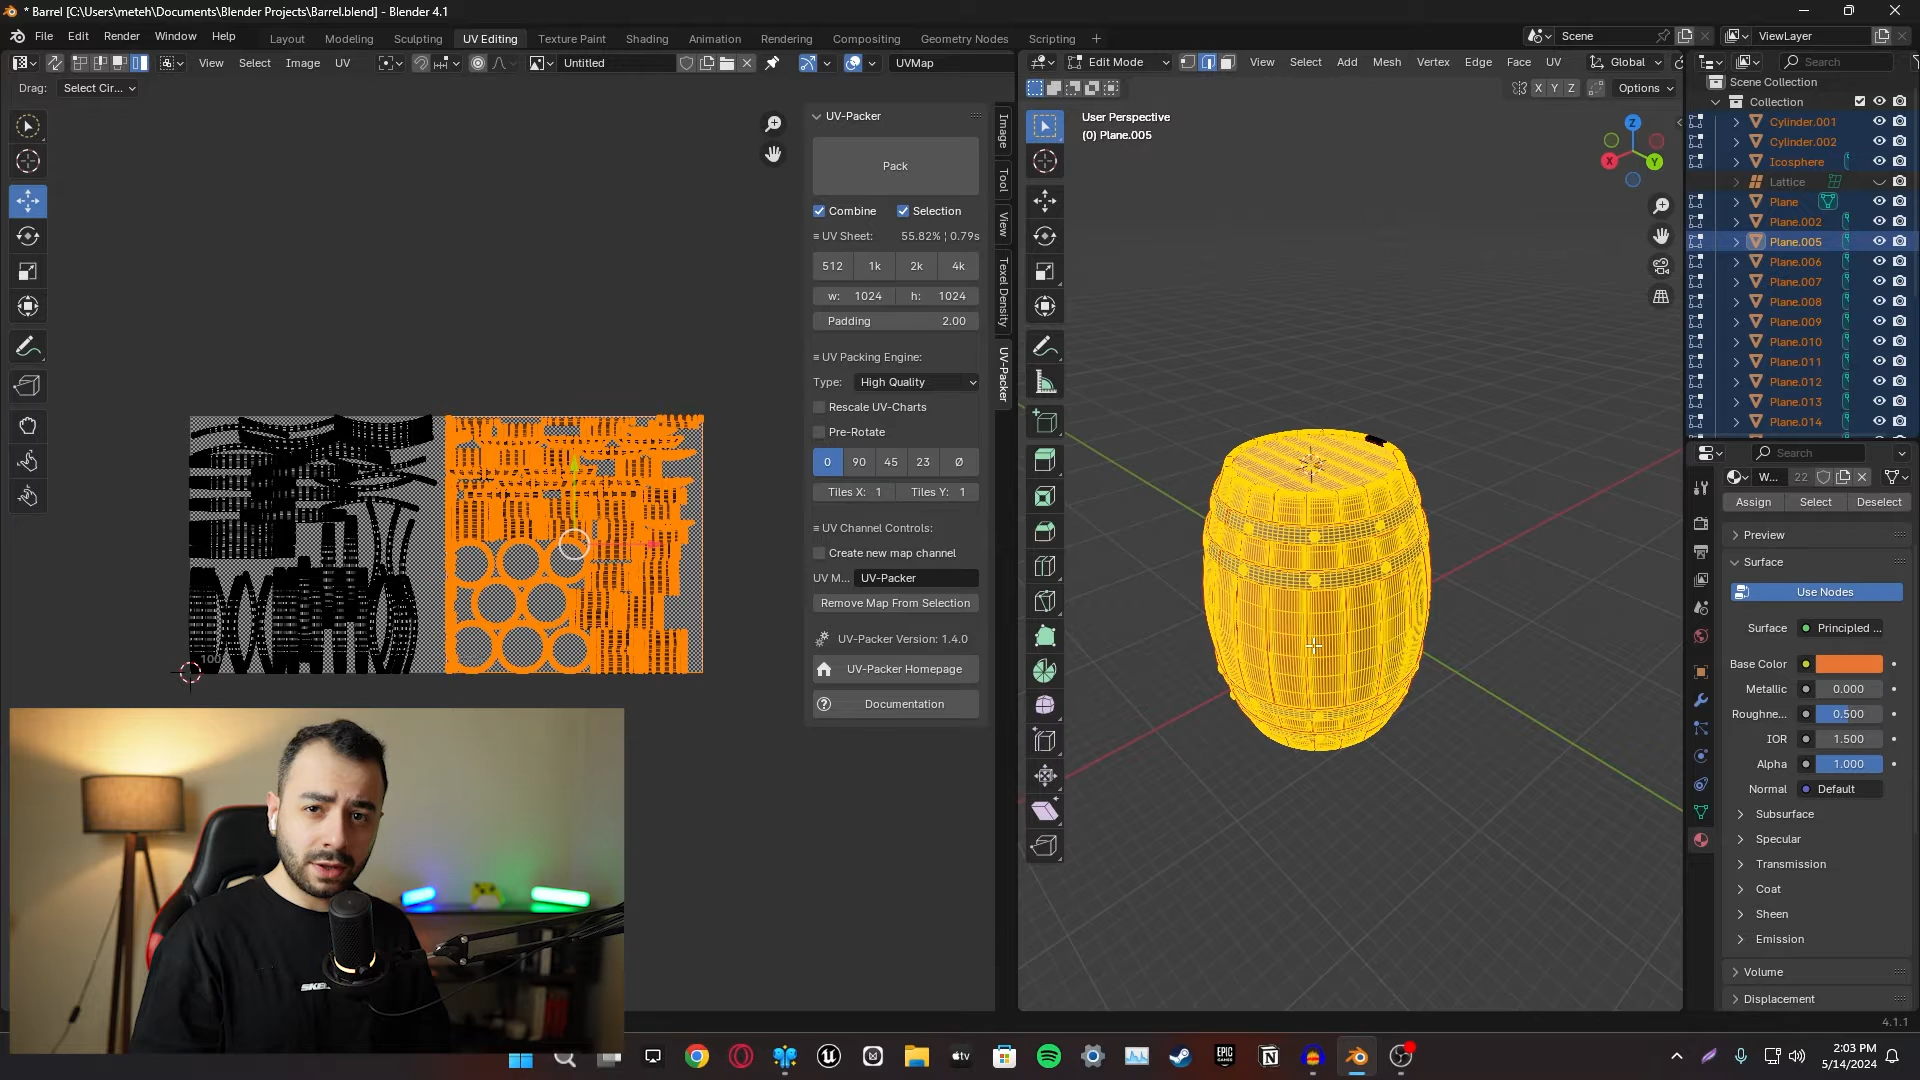 * Barrel [C:\Users\meteh\Documents\Blender Projects\Barrel.blend] - Blender 4.1
File Edit Render Window Help
Layout Modeling Sculpting UV Editing Texture Paint Shading Animation Rendering Compositing Geometry Nodes Scripting +
Scene
ViewLayer
View Select Image UV
Untitled
UVMap
Edit Mode
View Select Add Mesh Vertex Edge Face UV
Global
Search
Drag: Select Cir...
X Y Z
Options
Scene Collection
Collection
Cylinder.001
Cylinder.002
Icosphere
Lattice
Plane
Plane.002
Plane.005
Plane.006
Plane.007
Plane.008
Plane.009
Plane.010
Plane.011
Plane.012
Plane.013
Plane.014
UV-Packer
Pack
Combine
Selection
UV Sheet: 55.82% ¦ 0.79s
512 1k 2k 4k
w: 1024 h: 1024
Padding 2.00
UV Packing Engine:
Type: High Quality
Rescale UV-Charts
Pre-Rotate
0 90 45 23 Ø
Tiles X: 1 Tiles Y: 1
UV Channel Controls:
Create new map channel
UV M... UV-Packer
Remove Map From Selection
UV-Packer Version: 1.4.0
UV-Packer Homepage
Documentation
Image
Tool
View
Texel Density
UV-Packer
User Perspective
(0) Plane.005
Z
X
Y
100
Search
W... 22
Assign Select Deselect
Preview
Surface
Use Nodes
Surface Principled ...
Base Color
Metallic 0.000
Roughne... 0.500
IOR 1.500
Alpha 1.000
Normal Default
Subsurface
Specular
Transmission
Coat
Sheen
Emission
Volume
Displacement
4.1.1
tv
EPIC
GAMES
N
2:03 PM
5/14/2024